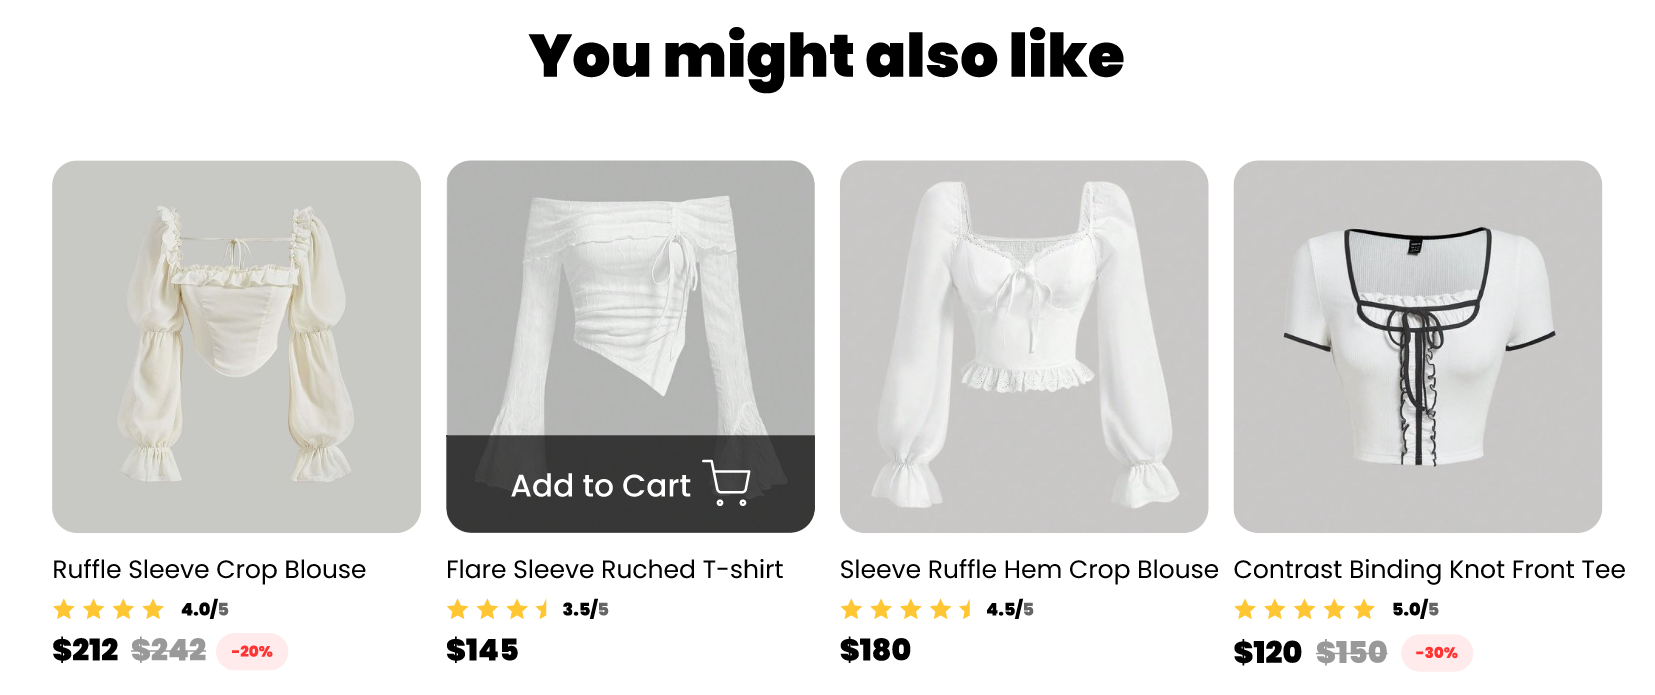 You might also like
Add to Cart
Ruffle Sleeve Crop Blouse
4.0/5
$212 $242 -20%
Flare Sleeve Ruched T-shirt
3.5/5
$145
Sleeve Ruffle Hem Crop Blouse
4.5/5
$180
Contrast Binding Knot Front Tee
5.0/5
$120 $150 -30%